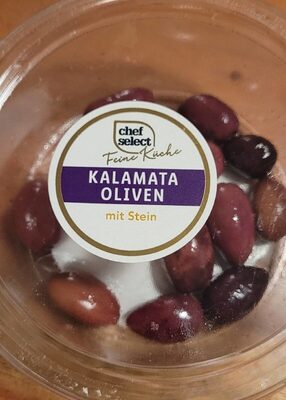 chef
select
Feine Küche
KALAMATA
OLIVEN
mit Stein